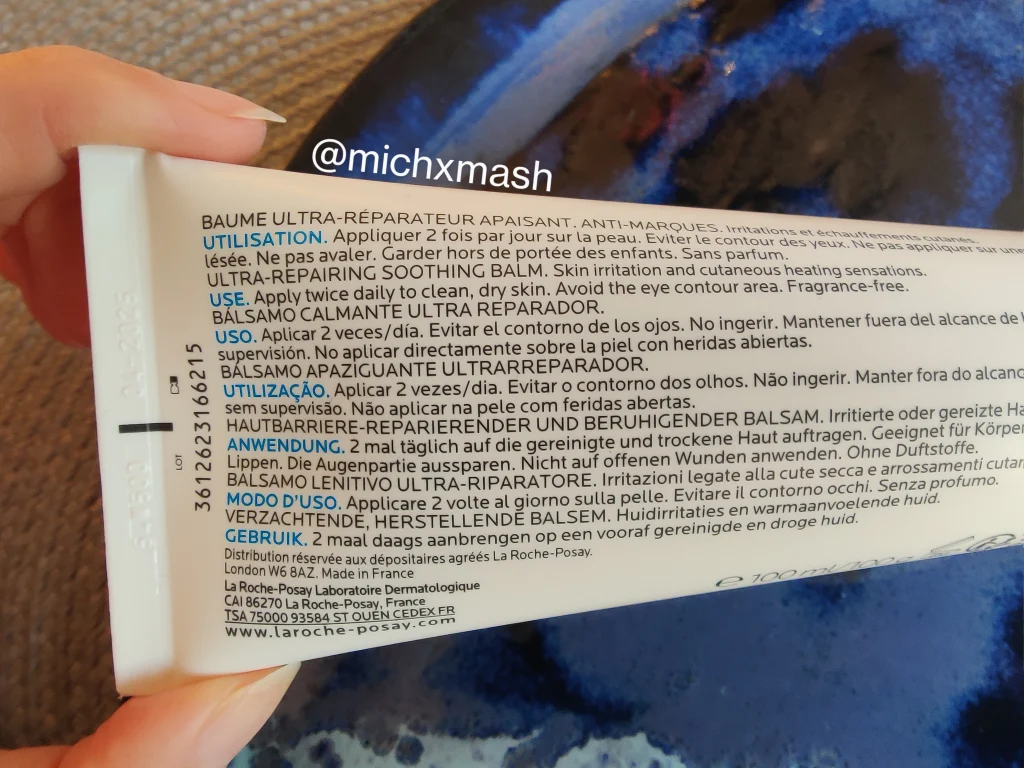 @michxmash
BAUME ULTRA-RÉPARATEUR APAISANT. ANTI-MARQUES. Irritations et échauffements cutanés.
UTILISATION. Appliquer 2 fois par jour sur la peau. Eviter le contour des yeux. Ne pas appliquer sur une
lésée. Ne pas avaler. Garder hors de portée des enfants. Sans parfum.
ULTRA-REPAIRING SOOTHING BALM. Skin irritation and cutaneous heating sensations.
USE. Apply twice daily to clean, dry skin. Avoid the eye contour area. Fragrance-free.
BÁLSAMO CALMANTE ULTRA REPARADOR.
USO. Aplicar 2 veces/día. Evitar el contorno de los ojos. No ingerir. Mantener fuera del alcance de
supervisión. No aplicar directamente sobre la piel con heridas abiertas.
BÁLSAMO APAZIGUANTE ULTRARREPARADOR.
UTILIZAÇÃO. Aplicar 2 vezes/dia. Evitar o contorno dos olhos. Não ingerir. Manter fora do
sem supervisão. Não aplicar na pele com feridas abertas.
HAUTBARRIERE-REPARIERENDER UND BERUHIGENDER BALSAM. Irritierte oder gereizte
ANWENDUNG. 2 mal täglich auf die gereinigte und trockene Haut auftragen. Geeignet für
Lippen. Die Augenpartie aussparen. Nicht auf offenen Wunden anwenden. Ohne Duftstoffe.
BALSAMO LENITIVO ULTRA-RIPARATORE. Irritazioni legate alla cute secca e arrossamenti
MODO D'USO. Applicare 2 volte al giorno sulla pelle. Evitare il contorno occhi. Senza profumo.
VERZACHTENDE, HERSTELLENDE BALSEM. Huidirritaties en warmaanvoelende huid.
GEBRUIK. 2 maal daags aanbrengen op een vooraf gereinigde en droge huid.
Distribution réservée aux dépositaires agréés La Roche-Posay.
London W6 8AZ. Made in France
La Roche-Posay Laboratoire Dermatologique
CAI 86270 La Roche-Posay, France
TSA 75000 93584 ST OUEN CEDEX FR
www.laroche-posay.com
e 100 ml/100 g
LOT
3612623166215